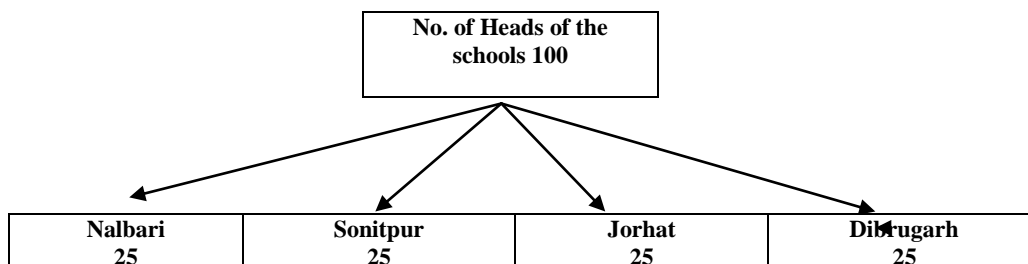 No. of Heads of the
schools 100
Nalbari Sonitpur Jorhat Dibrugarh
25 25 25 25